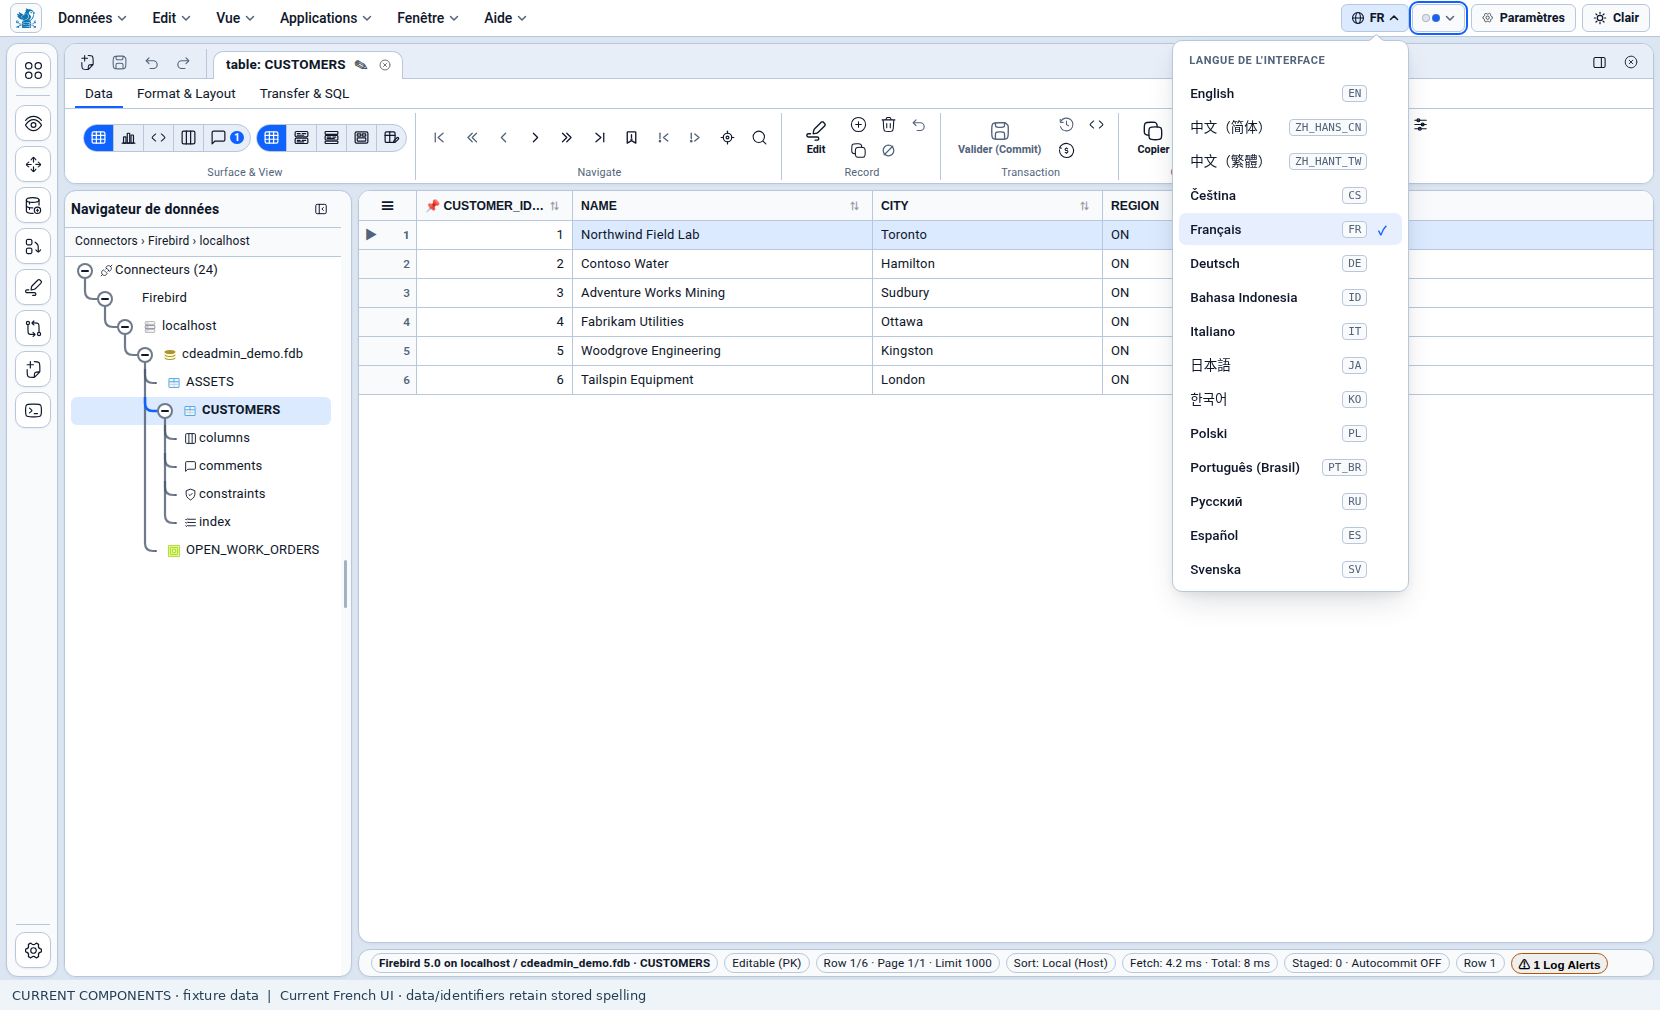 Données Edit Vue Applications Fenêtre Aide FR Paramètres Clair
table: CUSTOMERS
Data Format & Layout Transfer & SQL
1
Edit Valider (Commit) Copier
Surface & View Navigate Record Transaction
Navigateur de données
Connectors › Firebird › localhost
Connecteurs (24)
Firebird
localhost
cdeadmin_demo.fdb
ASSETS
CUSTOMERS
columns
comments
constraints
index
OPEN_WORK_ORDERS
CUSTOMER_ID... NAME CITY REGION
1 1 Northwind Field Lab Toronto ON
2 2 Contoso Water Hamilton ON
3 3 Adventure Works Mining Sudbury ON
4 4 Fabrikam Utilities Ottawa ON
5 5 Woodgrove Engineering Kingston ON
6 6 Tailspin Equipment London ON
LANGUE DE L'INTERFACE
English EN
中文（简体） ZH_HANS_CN
中文（繁體） ZH_HANT_TW
Čeština CS
Français FR ✓
Deutsch DE
Bahasa Indonesia ID
Italiano IT
日本語 JA
한국어 KO
Polski PL
Português (Brasil) PT_BR
Русский RU
Español ES
Svenska SV
Firebird 5.0 on localhost / cdeadmin_demo.fdb · CUSTOMERS Editable (PK) Row 1/6 · Page 1/1 · Limit 1000 Sort: Local (Host) Fetch: 4.2 ms · Total: 8 ms Staged: 0 · Autocommit OFF Row 1 ⚠ 1 Log Alerts
CURRENT COMPONENTS · fixture data | Current French UI · data/identifiers retain stored spelling